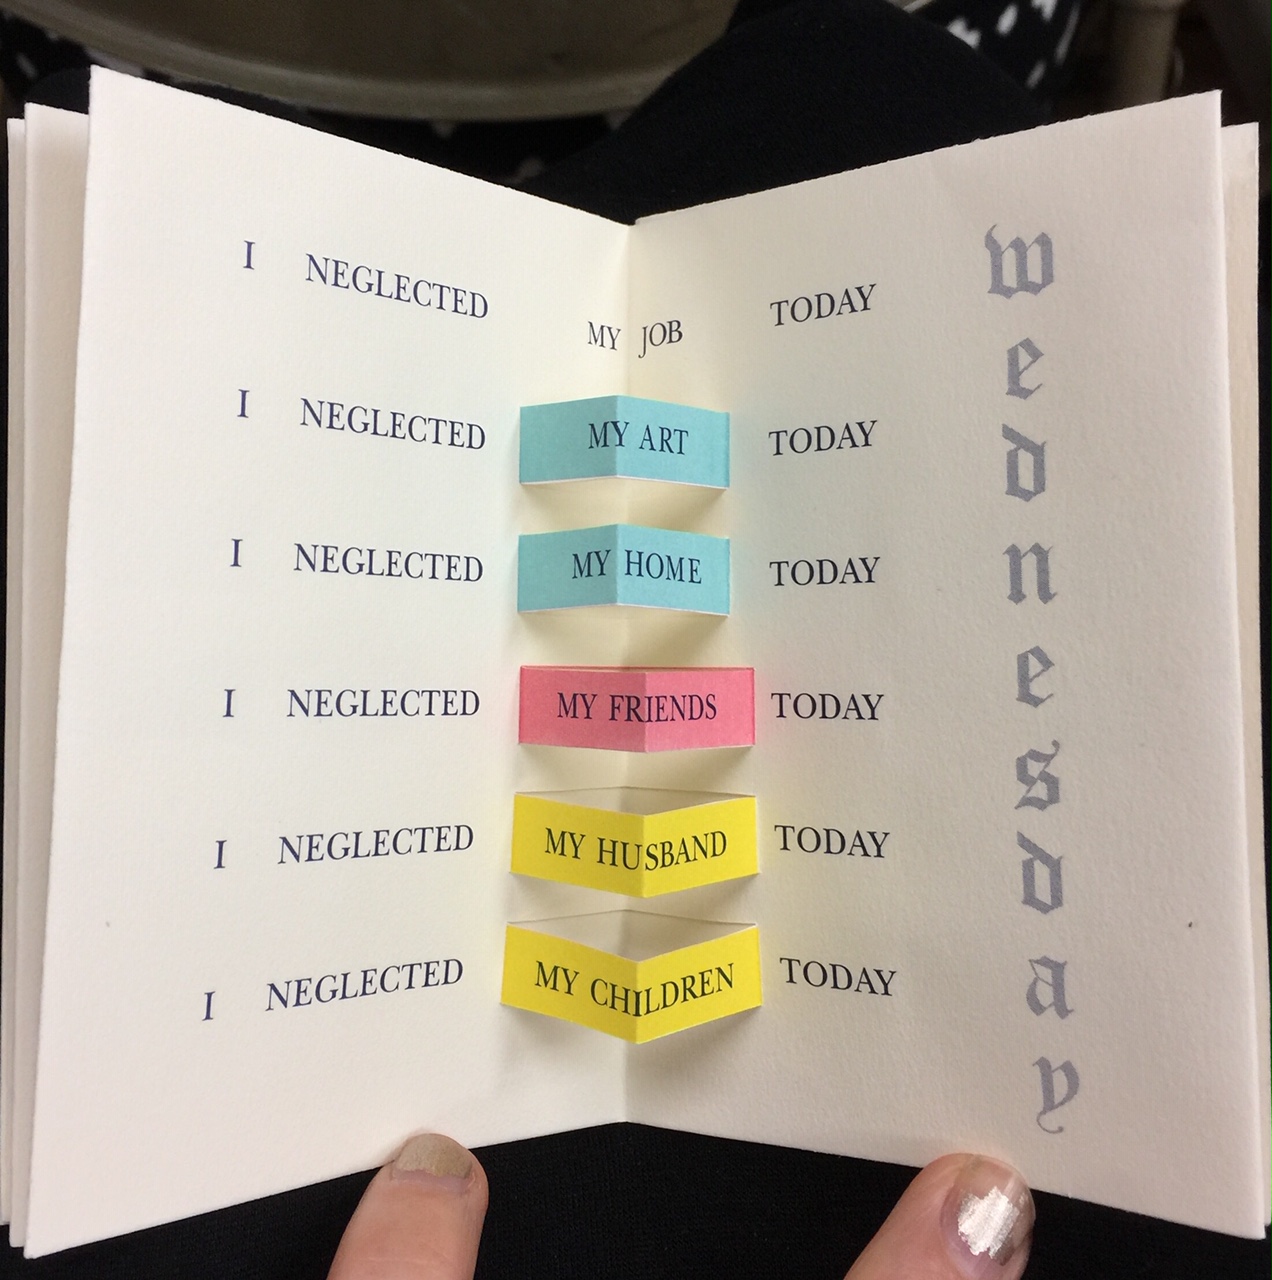 I NEGLECTED MY JOB TODAY
I NEGLECTED MY ART TODAY
I NEGLECTED MY HOME TODAY
I NEGLECTED MY FRIENDS TODAY
I NEGLECTED MY HUSBAND TODAY
I NEGLECTED MY CHILDREN TODAY
wednesday